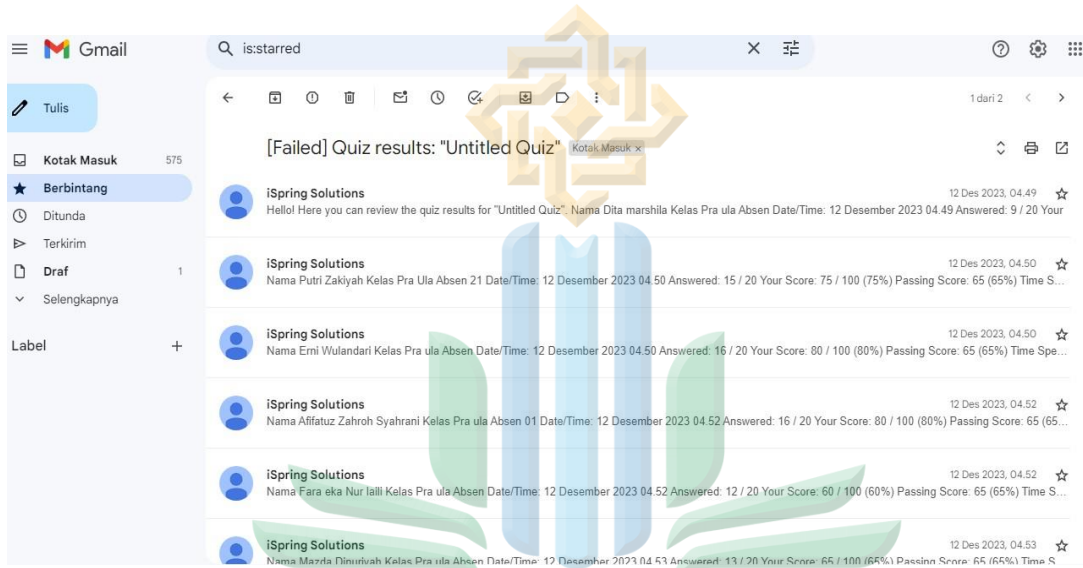 Gmail
is:starred
Tulis
1 dari 2
Kotak Masuk 575
Berbintang
Ditunda
Terkirim
Draf 1
Selengkapnya
Label
[Failed] Quiz results: "Untitled Quiz" Kotak Masuk ×
iSpring Solutions 12 Des 2023, 04.49
Hello! Here you can review the quiz results for "Untitled Quiz". Nama Dita marshila Kelas Pra ula Absen Date/Time: 12 Desember 2023 04.49 Answered: 9 / 20 Your
iSpring Solutions 12 Des 2023, 04.50
Nama Putri Zakiyah Kelas Pra Ula Absen 21 Date/Time: 12 Desember 2023 04.50 Answered: 15 / 20 Your Score: 75 / 100 (75%) Passing Score: 65 (65%) Time S...
iSpring Solutions 12 Des 2023, 04.50
Nama Erni Wulandari Kelas Pra ula Absen Date/Time: 12 Desember 2023 04.50 Answered: 16 / 20 Your Score: 80 / 100 (80%) Passing Score: 65 (65%) Time Spe...
iSpring Solutions 12 Des 2023, 04.52
Nama Afifatuz Zahroh Syahrani Kelas Pra ula Absen 01 Date/Time: 12 Desember 2023 04.52 Answered: 16 / 20 Your Score: 80 / 100 (80%) Passing Score: 65 (65...
iSpring Solutions 12 Des 2023, 04.52
Nama Fara eka Nur laili Kelas Pra ula Absen Date/Time: 12 Desember 2023 04.52 Answered: 12 / 20 Your Score: 60 / 100 (60%) Passing Score: 65 (65%) Time S...
iSpring Solutions 12 Des 2023, 04.53
Nama Mazda Dinuriyah Kelas Pra ula Absen Date/Time: 12 Desember 2023 04.53 Answered: 13 / 20 Your Score: 65 / 100 (65%) Passing Score: 65 (65%) Time S...